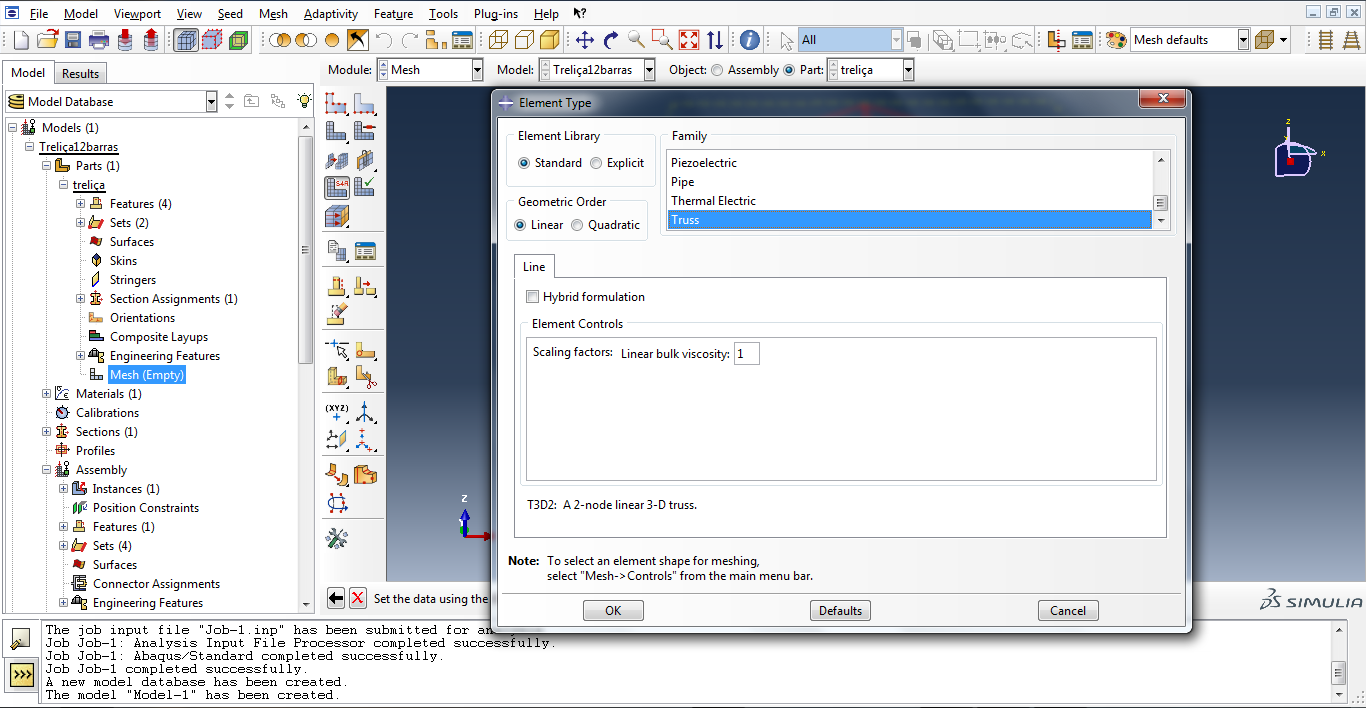 File Model Viewport View Seed Mesh Adaptivity Feature Tools Plug-ins Help
All Mesh defaults
Model Results
Module: Mesh Model: Treliça12barras Object: Assembly Part: treliça
Model Database
Models (1)
Treliça12barras
Parts (1)
treliça
Features (4)
Sets (2)
Surfaces
Skins
Stringers
Section Assignments (1)
Orientations
Composite Layups
Engineering Features
Mesh (Empty)
Materials (1)
Calibrations
Sections (1)
Profiles
Assembly
Instances (1)
Position Constraints
Features (1)
Sets (4)
Surfaces
Connector Assignments
Engineering Features
S4R
(XYZ)
z
z
x
Element Type
Element Library
Standard Explicit
Geometric Order
Linear Quadratic
Family
Piezoelectric
Pipe
Thermal Electric
Truss
Line
Hybrid formulation
Element Controls
Scaling factors: Linear bulk viscosity: 1
T3D2: A 2-node linear 3-D truss.
Note: To select an element shape for meshing,
select "Mesh->Controls" from the main menu bar.
OK Defaults Cancel
Set the data using the
SIMULIA
The job input file "Job-1.inp" has been submitted for
Job Job-1: Analysis Input File Processor completed successfully.
Job Job-1: Abaqus/Standard completed successfully.
Job Job-1 completed successfully.
A new model database has been created.
The model "Model-1" has been created.
>>>